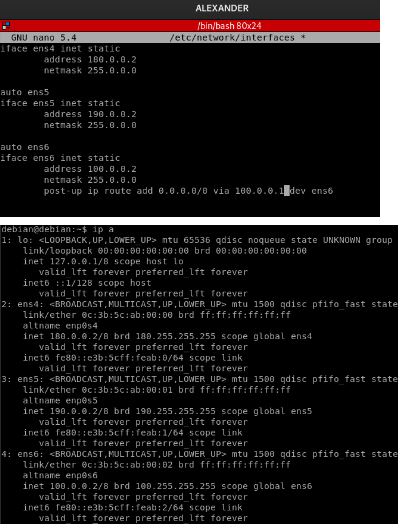 ALEXANDER
/bin/bash 80x24
GNU nano 5.4 /etc/network/interfaces *
iface ens4 inet static
address 180.0.0.2
netmask 255.0.0.0
auto ens5
iface ens5 inet static
address 190.0.0.2
netmask 255.0.0.0
auto ens6
iface ens6 inet static
address 100.0.0.2
netmask 255.0.0.0
post-up ip route add 0.0.0.0/0 via 100.0.0.1 dev ens6
debian@debian:~$ ip a
1: lo: <LOOPBACK,UP,LOWER_UP> mtu 65536 qdisc noqueue state UNKNOWN group
link/loopback 00:00:00:00:00:00 brd 00:00:00:00:00:00
inet 127.0.0.1/8 scope host lo
valid_lft forever preferred_lft forever
inet6 ::1/128 scope host
valid_lft forever preferred_lft forever
2: ens4: <BROADCAST,MULTICAST,UP,LOWER_UP> mtu 1500 qdisc pfifo_fast state
link/ether 0c:3b:5c:ab:00:00 brd ff:ff:ff:ff:ff:ff
altname enp0s4
inet 180.0.0.2/8 brd 180.255.255.255 scope global ens4
valid_lft forever preferred_lft forever
inet6 fe80::e3b:5cff:feab:0/64 scope link
valid_lft forever preferred_lft forever
3: ens5: <BROADCAST,MULTICAST,UP,LOWER_UP> mtu 1500 qdisc pfifo_fast state
link/ether 0c:3b:5c:ab:00:01 brd ff:ff:ff:ff:ff:ff
altname enp0s5
inet 190.0.0.2/8 brd 190.255.255.255 scope global ens5
valid_lft forever preferred_lft forever
inet6 fe80::e3b:5cff:feab:1/64 scope link
valid_lft forever preferred_lft forever
4: ens6: <BROADCAST,MULTICAST,UP,LOWER_UP> mtu 1500 qdisc pfifo_fast state
link/ether 0c:3b:5c:ab:00:02 brd ff:ff:ff:ff:ff:ff
altname enp0s6
inet 100.0.0.2/8 brd 100.255.255.255 scope global ens6
valid_lft forever preferred_lft forever
inet6 fe80::e3b:5cff:feab:2/64 scope link
valid_lft forever preferred_lft forever